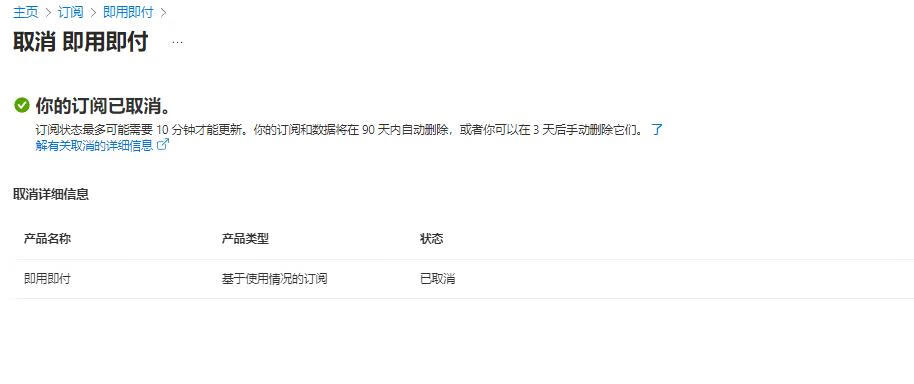 主页 > 订阅 > 即用即付 >
取消 即用即付 ...
你的订阅已取消。
订阅状态最多可能需要 10 分钟才能更新。你的订阅和数据将在 90 天内自动删除，或者你可以在 3 天后手动删除它们。 了
解有关取消的详细信息
取消详细信息
产品名称 产品类型 状态
即用即付 基于使用情况的订阅 已取消